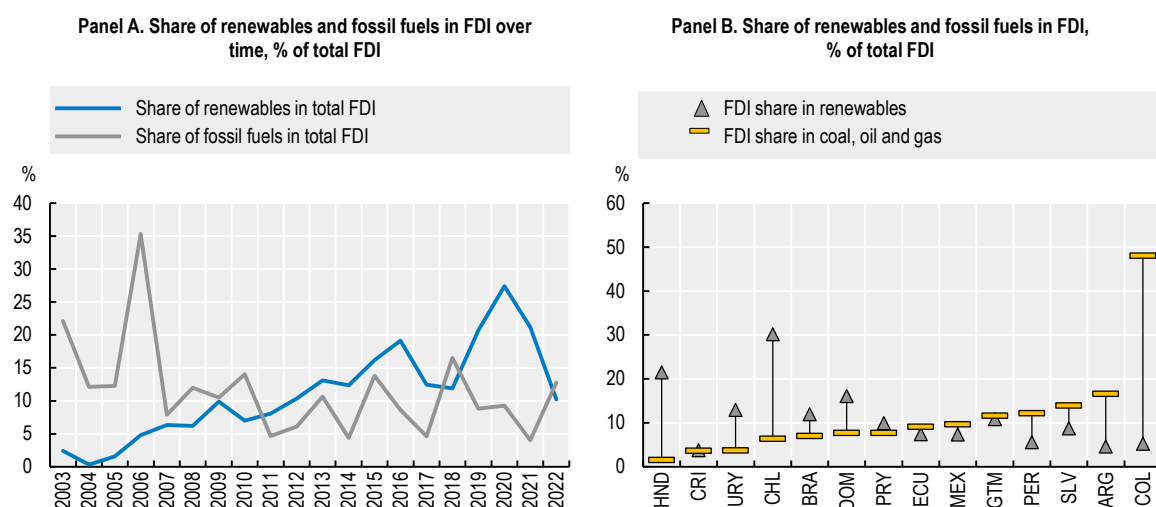 Panel A. Share of renewables and fossil fuels in FDI over
time, % of total FDI
Share of renewables in total FDI
Share of fossil fuels in total FDI
%
40
35
30
25
20
15
10
5
0
2003
2004
2005
2006
2007
2008
2009
2010
2011
2012
2013
2014
2015
2016
2017
2018
2019
2020
2021
2022
Panel B. Share of renewables and fossil fuels in FDI,
% of total FDI
FDI share in renewables
FDI share in coal, oil and gas
%
60
50
40
30
20
10
0
HND
CRI
URY
CHL
BRA
DOM
PRY
ECU
MEX
GTM
PER
SLV
ARG
COL